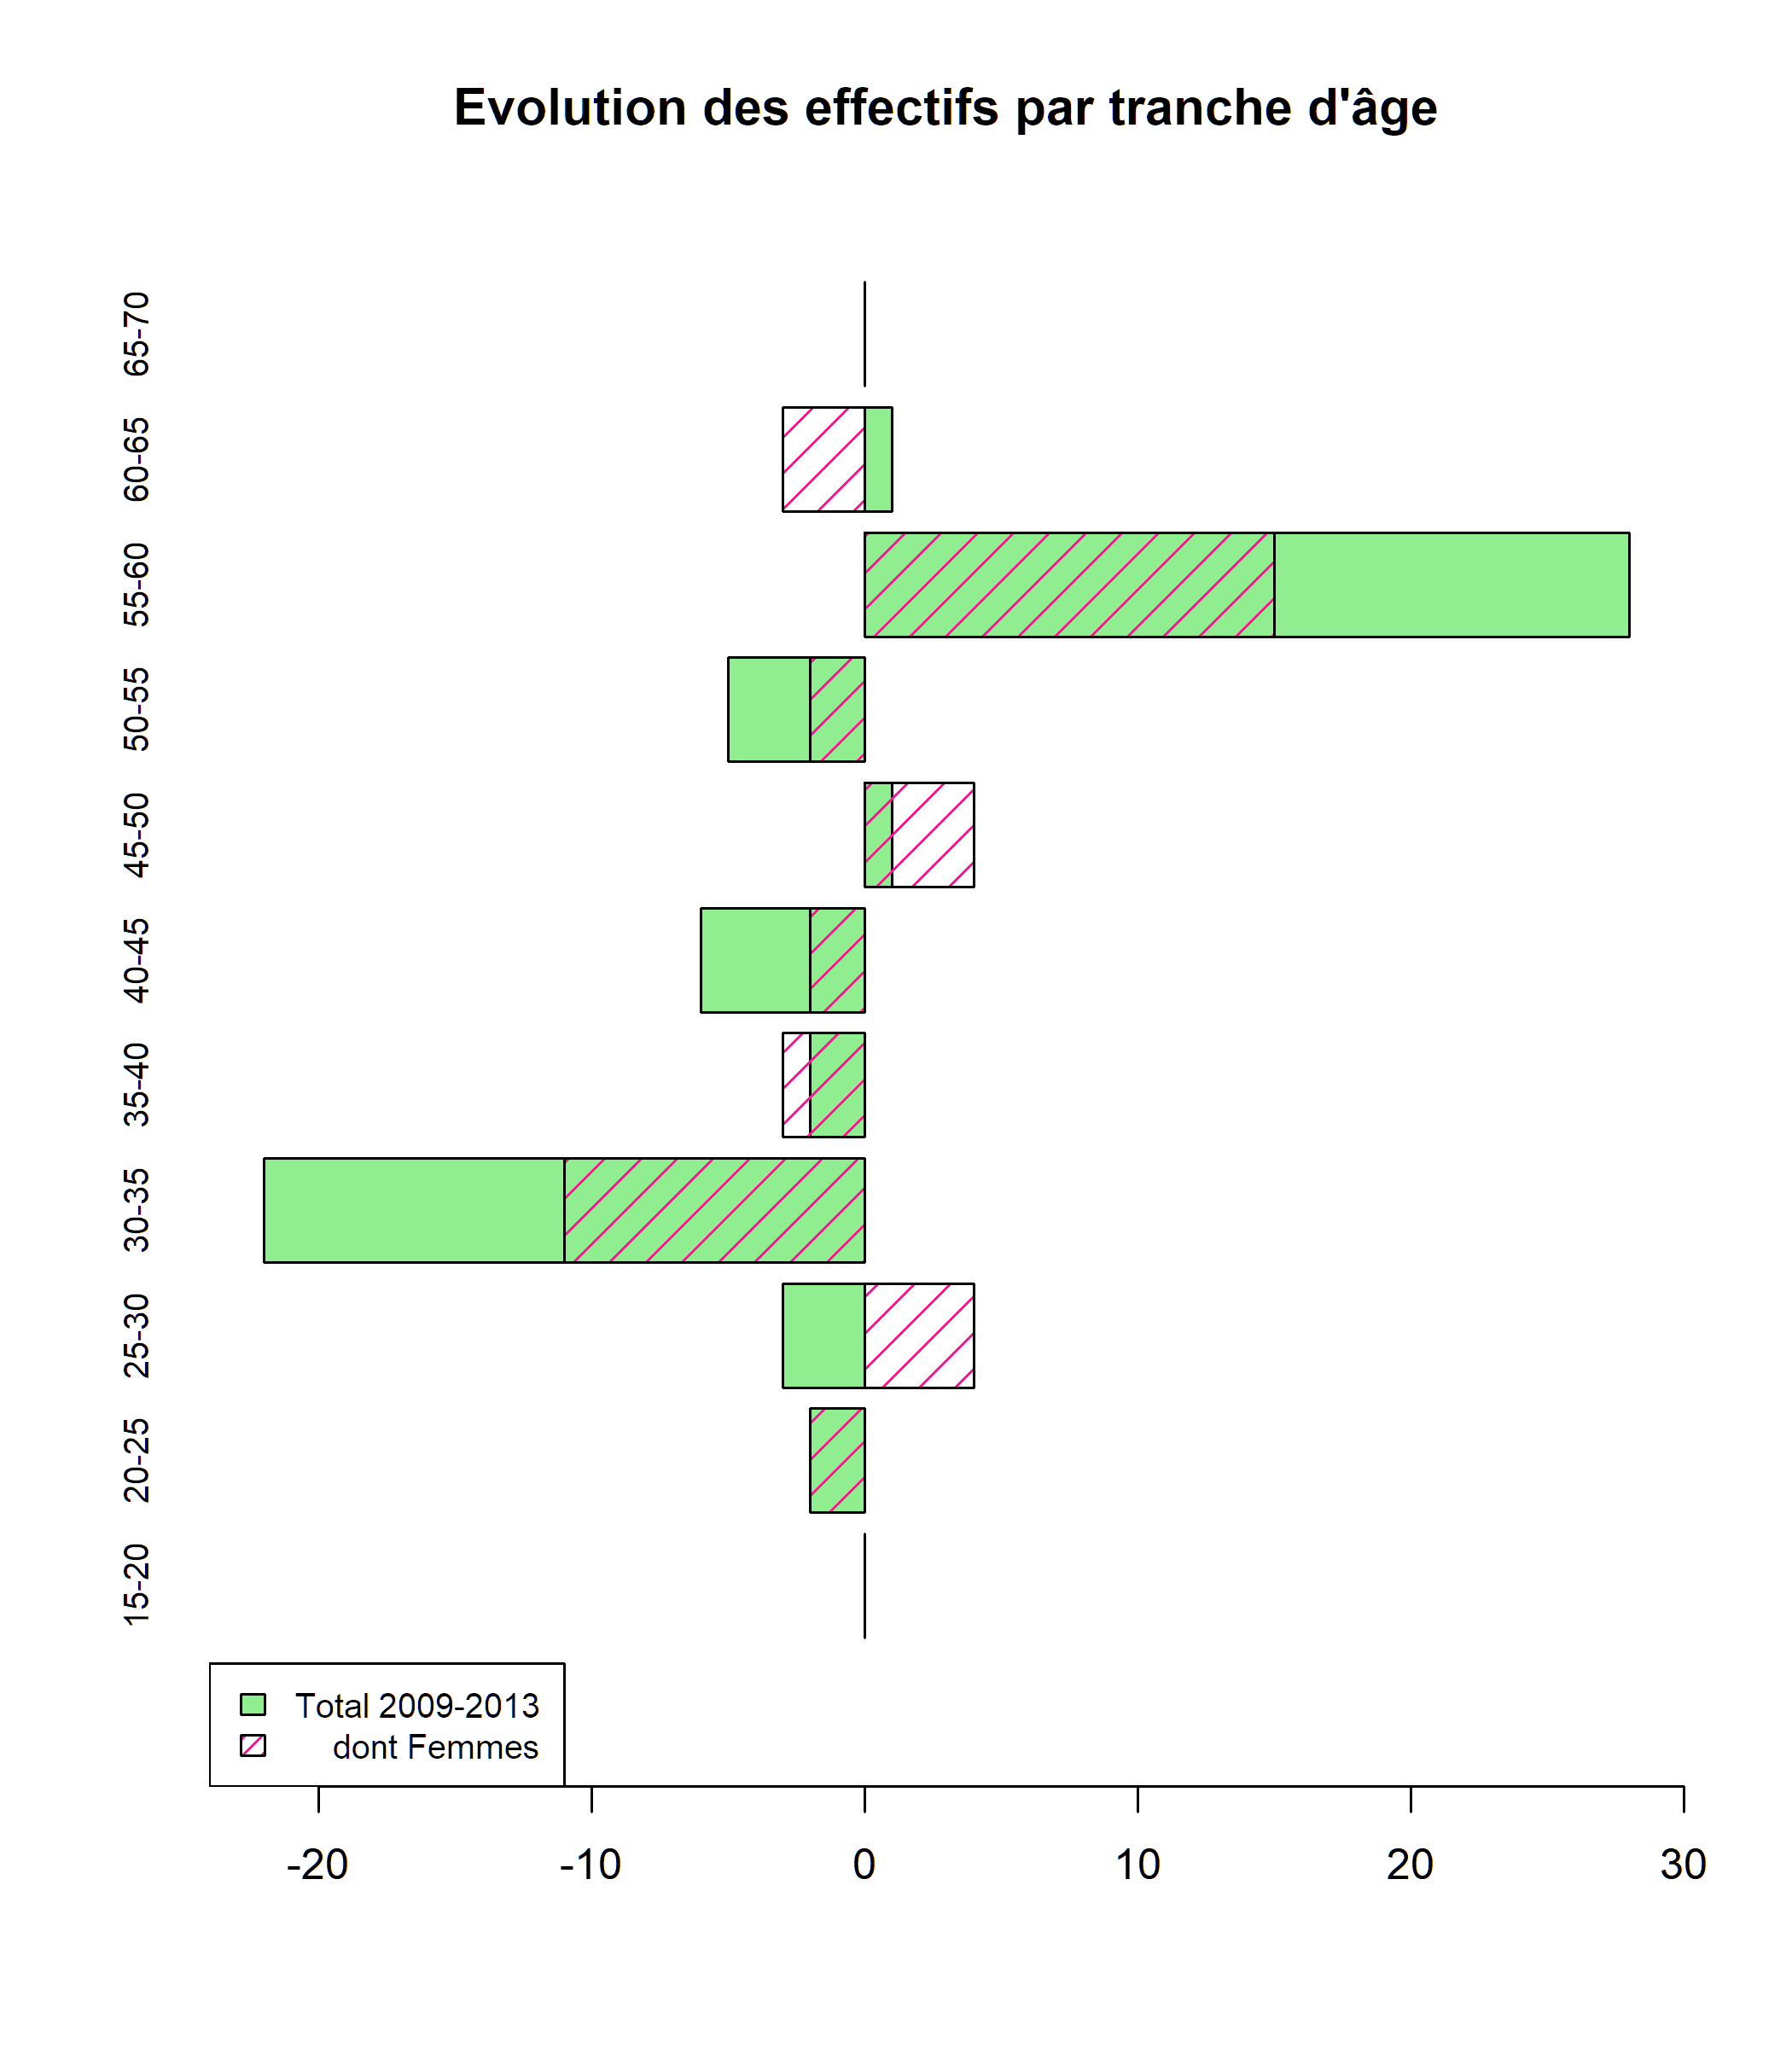 Evolution des effectifs par tranche d'âge
65-70
60-65
55-60
50-55
45-50
40-45
35-40
30-35
25-30
20-25
15-20
Total 2009-2013
dont Femmes
-20 -10 0 10 20 30